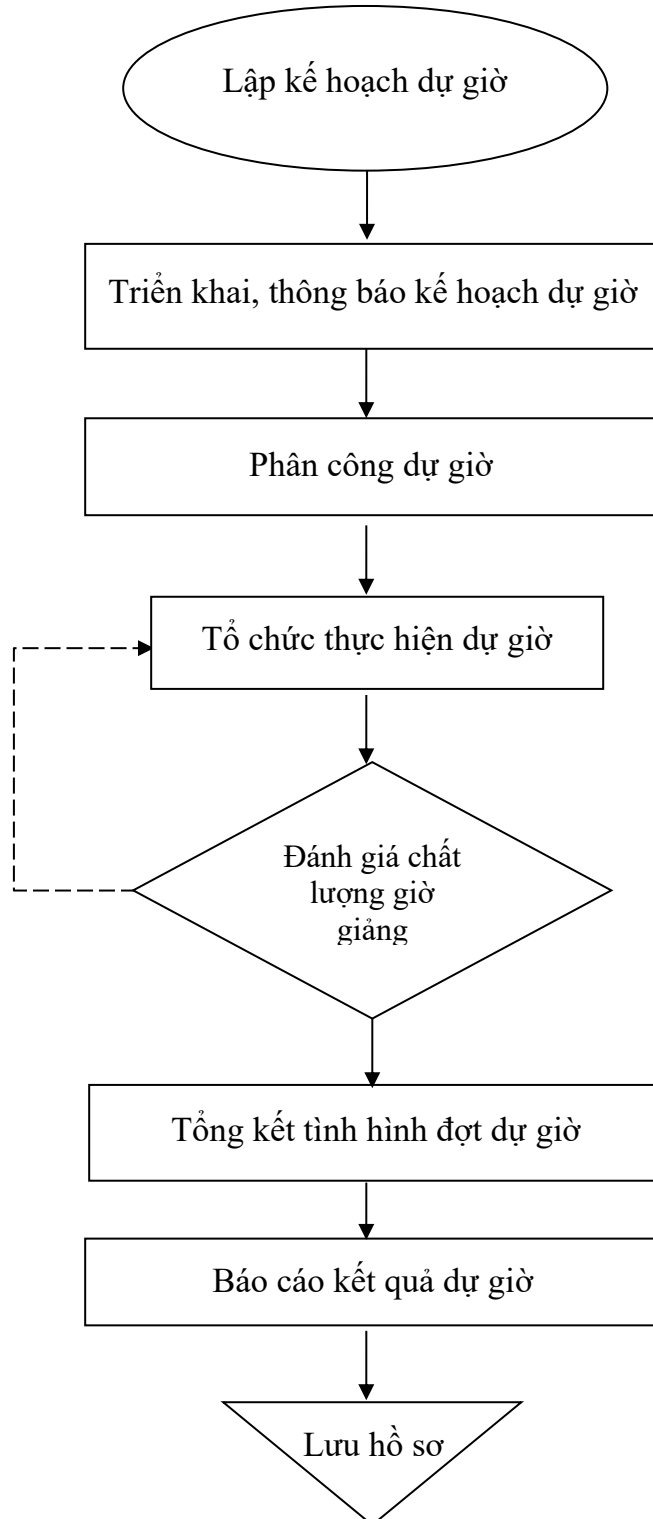 Lập kế hoạch dự giờ
Triển khai, thông báo kế hoạch dự giờ
Phân công dự giờ
Tổ chức thực hiện dự giờ
Đánh giá chất
lượng giờ
giảng
Tổng kết tình hình đợt dự giờ
Báo cáo kết quả dự giờ
Lưu hồ sơ